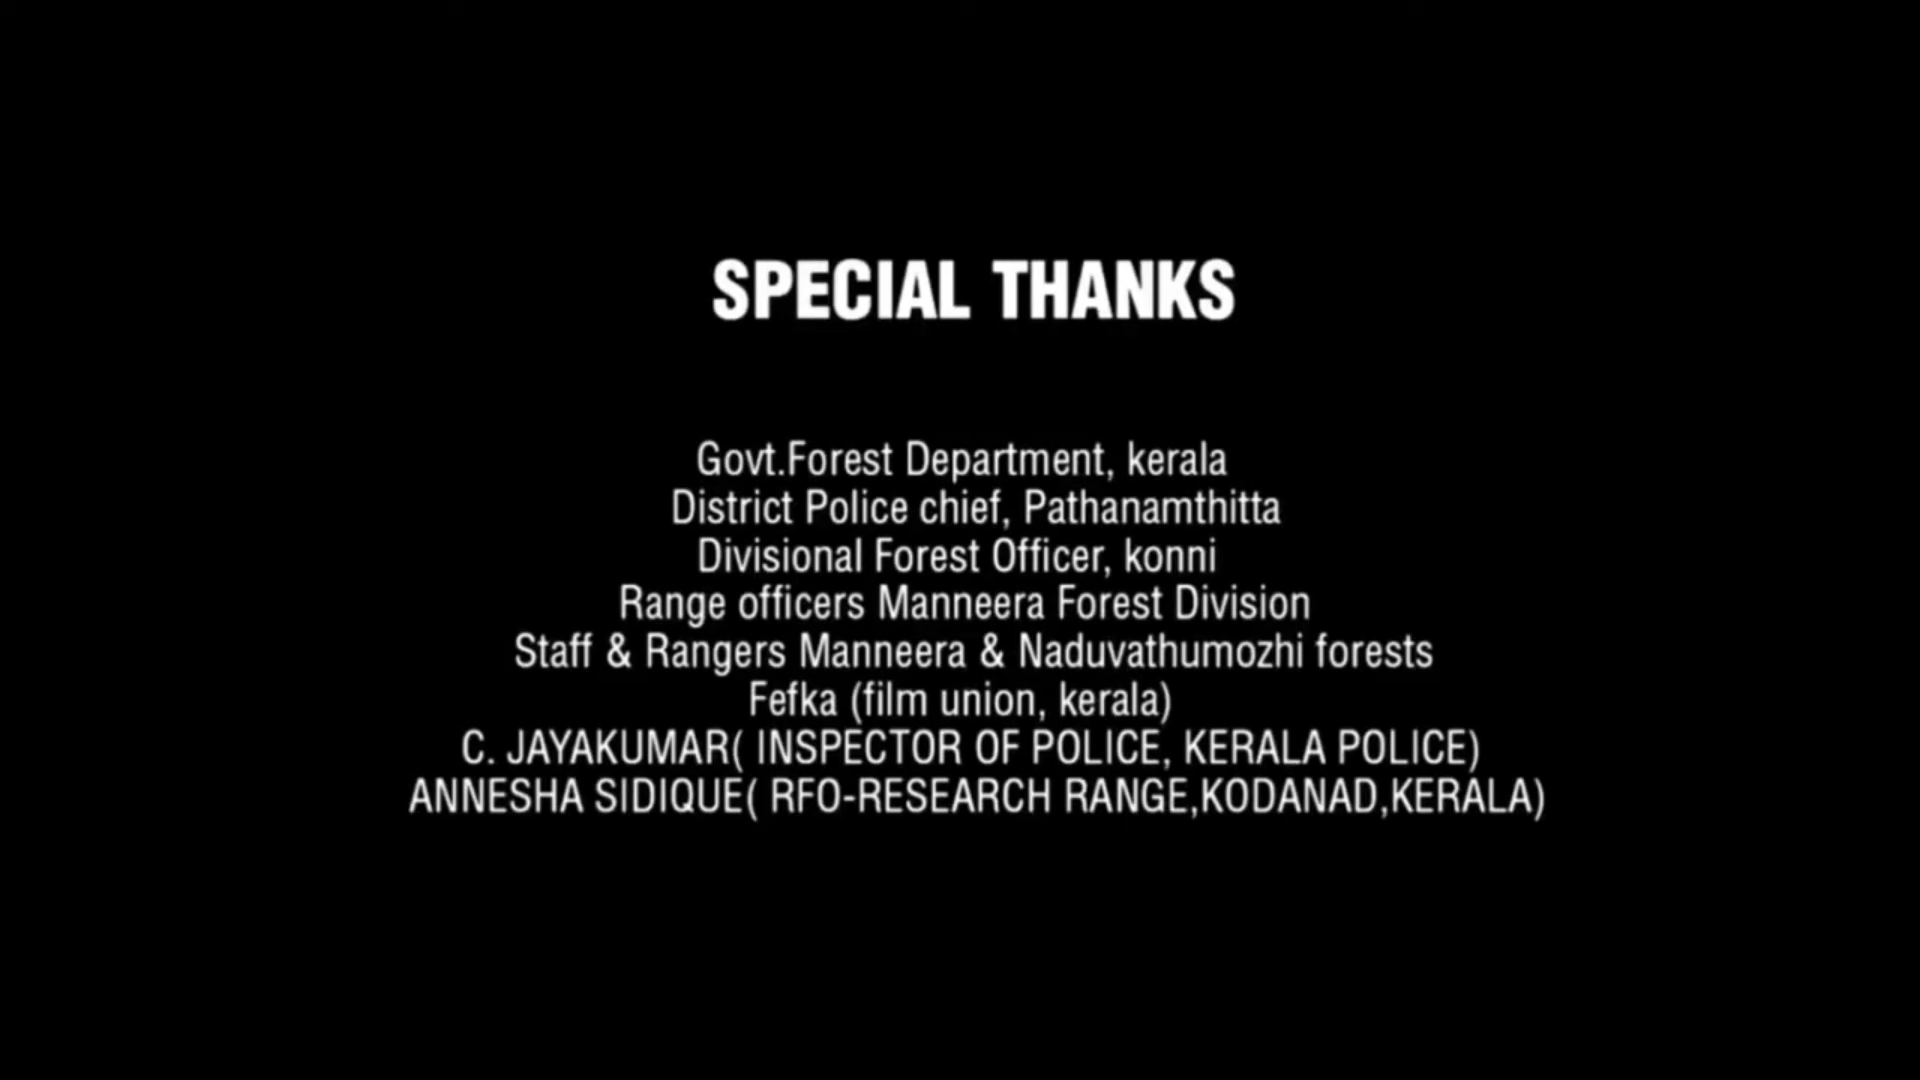 SPECIAL THANKS
Govt.Forest Department, kerala
District Police chief, Pathanamthitta
Divisional Forest Officer, konni
Range officers Manneera Forest Division
Staff & Rangers Manneera & Naduvathumozhi forests
Fefka (film union, kerala)
C. JAYAKUMAR( INSPECTOR OF POLICE, KERALA POLICE)
ANNESHA SIDIQUE( RFO-RESEARCH RANGE,KODANAD,KERALA)